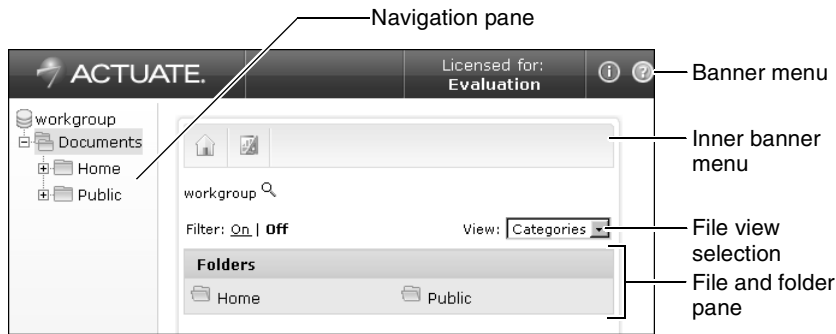 Navigation pane
ACTUATE.
Licensed for:
Evaluation
Banner menu
workgroup
Documents
Home
Public
Inner banner
menu
workgroup
Filter: On | Off
View: Categories
File view
selection
Folders
Home
Public
File and folder
pane